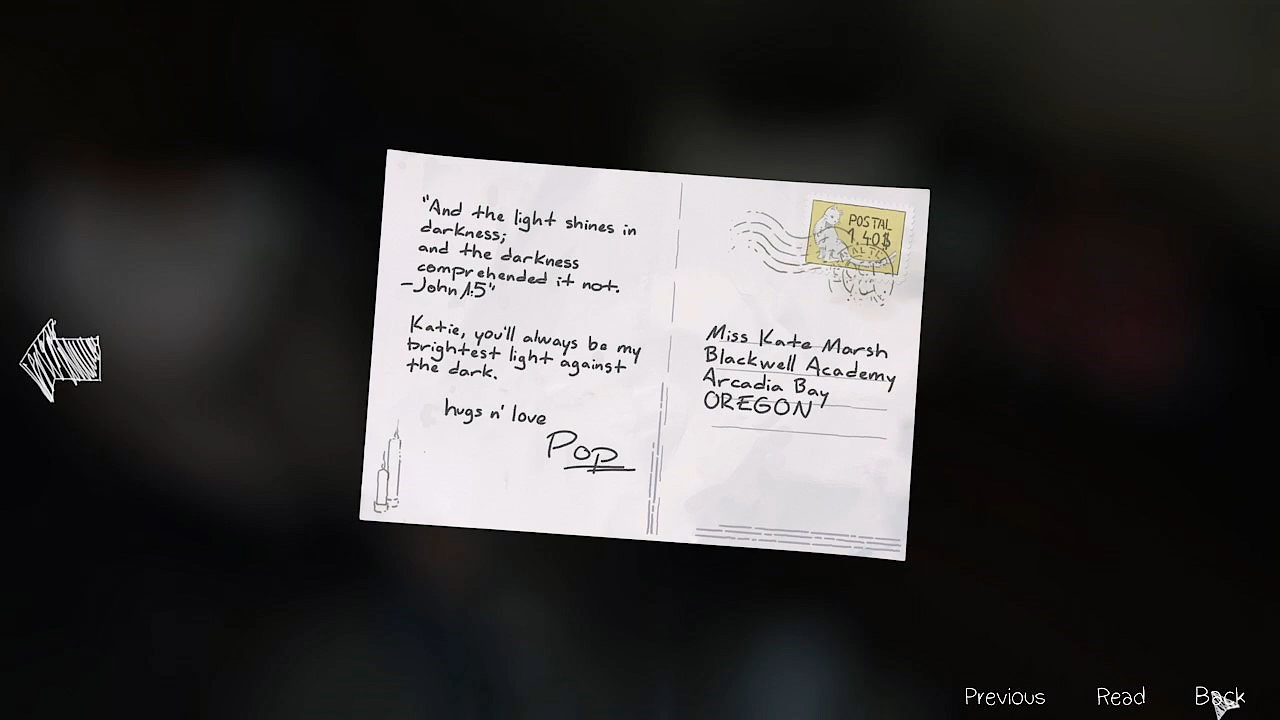 "And the light shines in
darkness;
and the darkness
comprehended it not.
-John 1:5"
Katie, you'll always be my
brightest light against
the dark.
hugs n' love
Pop
POSTAL
1.40$
Miss Kate Marsh
Blackwell Academy
Arcadia Bay
OREGON
Previous
Read
Back